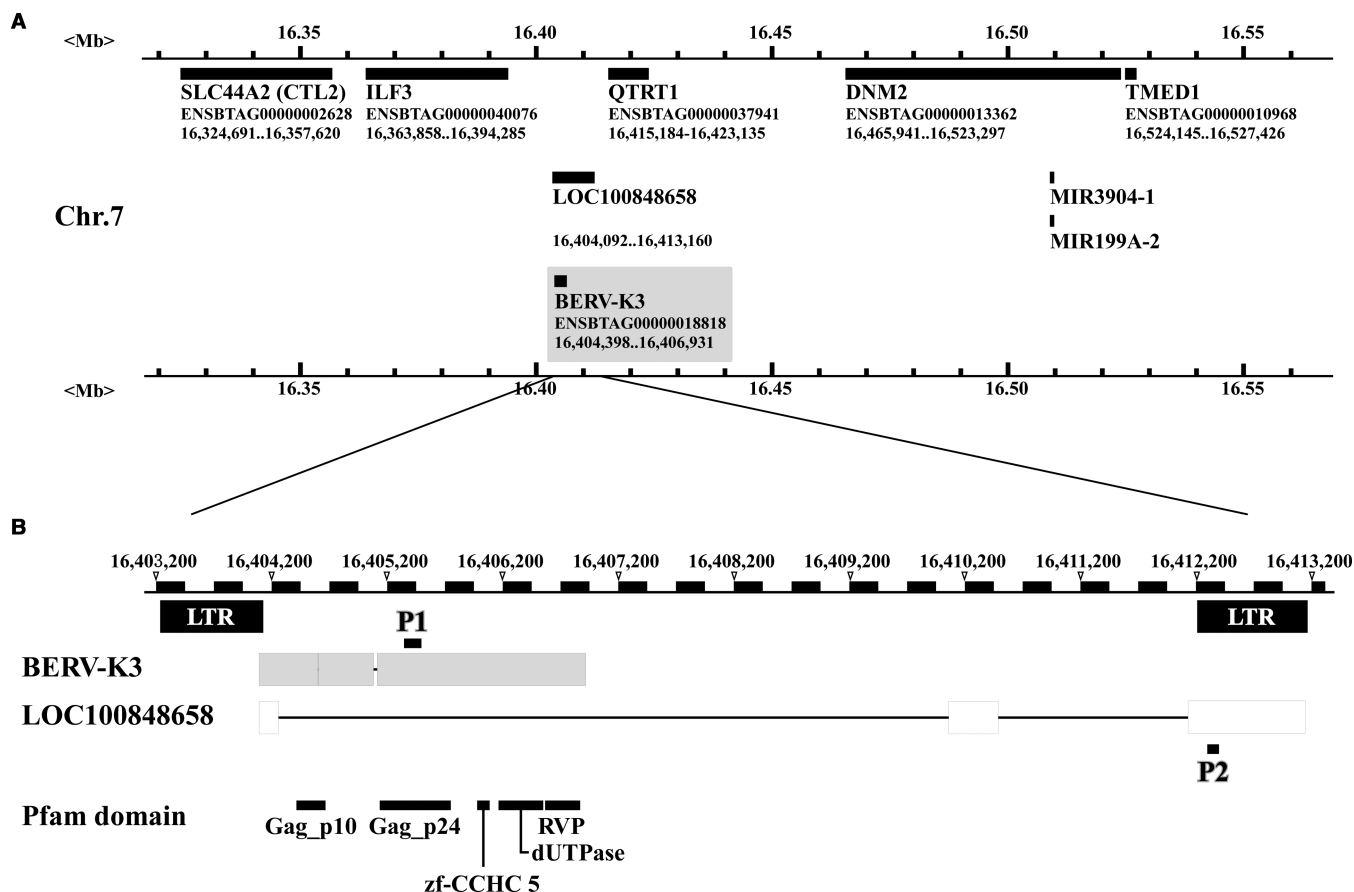 A
<Mb> 16.35 16.40 16.45 16.50 16.55
SLC44A2 (CTL2) ILF3 QTRT1 DNM2 TMED1
ENSBTAG00000002628 ENSBTAG00000040076 ENSBTAG00000037941 ENSBTAG00000013362 ENSBTAG00000010968
16,324,691..16,357,620 16,363,858..16,394,285 16,415,184-16,423,135 16,465,941..16,523,297 16,524,145..16,527,426
LOC100848658 MIR3904-1
Chr.7
16,404,092..16,413,160 MIR199A-2
BERV-K3
ENSBTAG00000018818
16,404,398..16,406,931
<Mb> 16.35 16.40 16.45 16.50 16.55
B
16,403,200 16,404,200 16,405,200 16,406,200 16,407,200 16,408,200 16,409,200 16,410,200 16,411,200 16,412,200 16,413,200
LTR P1 LTR
BERV-K3
LOC100848658
P2
Pfam domain
Gag_p10 Gag_p24 RVP
dUTPase
zf-CCHC 5